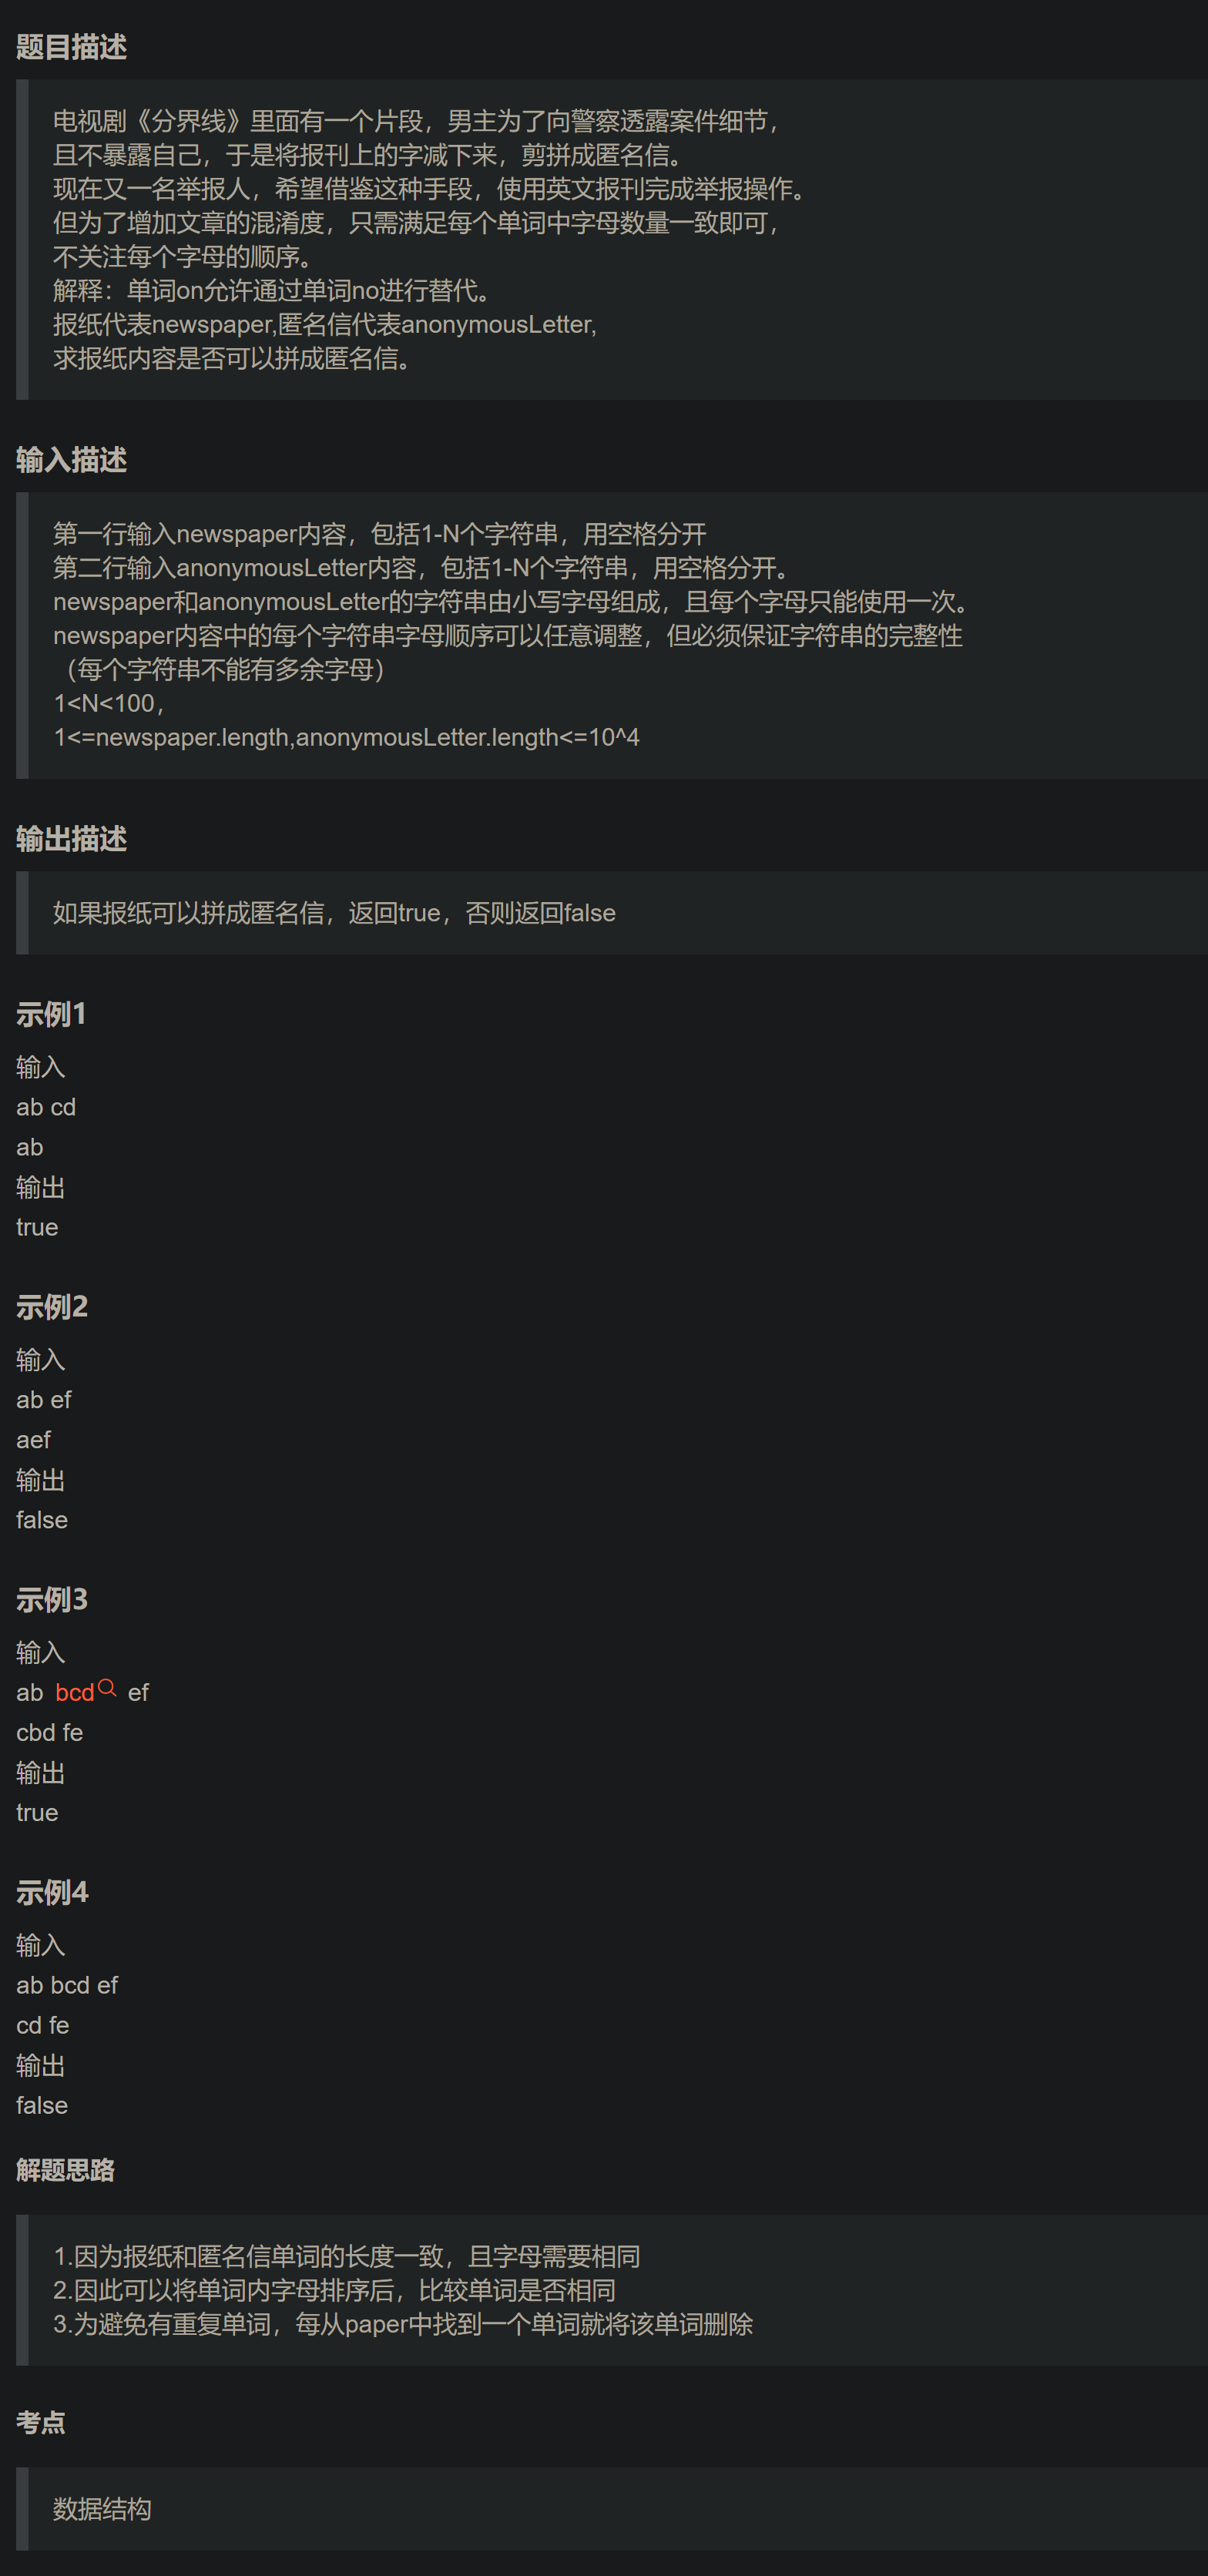 题目描述
电视剧《分界线》里面有一个片段，男主为了向警察透露案件细节，
且不暴露自己，于是将报刊上的字减下来，剪拼成匿名信。
现在又一名举报人，希望借鉴这种手段，使用英文报刊完成举报操作。
但为了增加文章的混淆度，只需满足每个单词中字母数量一致即可，
不关注每个字母的顺序。
解释：单词on允许通过单词no进行替代。
报纸代表newspaper,匿名信代表anonymousLetter,
求报纸内容是否可以拼成匿名信。
输入描述
第一行输入newspaper内容，包括1-N个字符串，用空格分开
第二行输入anonymousLetter内容，包括1-N个字符串，用空格分开。
newspaper和anonymousLetter的字符串由小写字母组成，且每个字母只能使用一次。
newspaper内容中的每个字符串字母顺序可以任意调整，但必须保证字符串的完整性
（每个字符串不能有多余字母）
1<N<100，
1<=newspaper.length,anonymousLetter.length<=10^4
输出描述
如果报纸可以拼成匿名信，返回true，否则返回false
示例1
输入
ab cd
ab
输出
true
示例2
输入
ab ef
aef
输出
false
示例3
输入
ab bcd ef
cbd fe
输出
true
示例4
输入
ab bcd ef
cd fe
输出
false
解题思路
1.因为报纸和匿名信单词的长度一致，且字母需要相同
2.因此可以将单词内字母排序后，比较单词是否相同
3.为避免有重复单词，每从paper中找到一个单词就将该单词删除
考点
数据结构